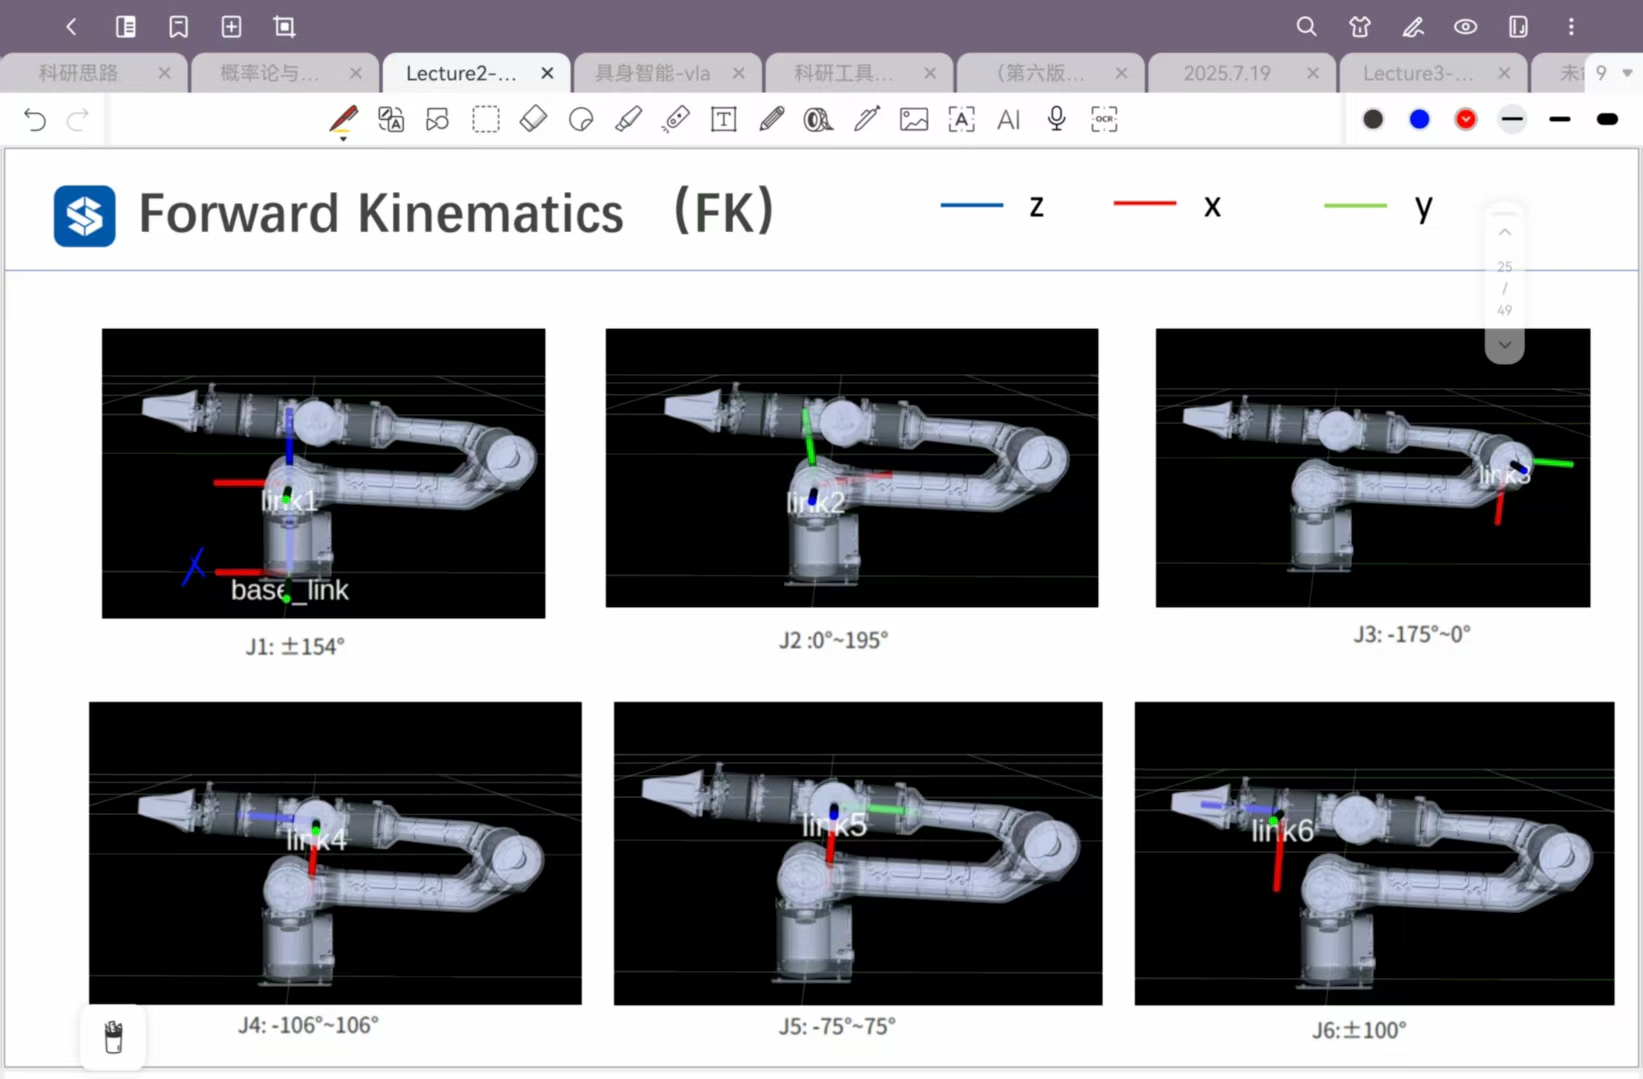 科研思路
概率论与...
Lecture2-...
具身智能-vla
科研工具...
（第六版...
2025.7.19
Lecture3-...
9
T
A
AI
OCR
Forward Kinematics （FK）
z
x
y
25
/
49
link1
base_link
link2
link3
J1: ±154°
J2 :0°~195°
J3: -175°~0°
link4
link5
link6
J4: -106°~106°
J5: -75°~75°
J6:±100°